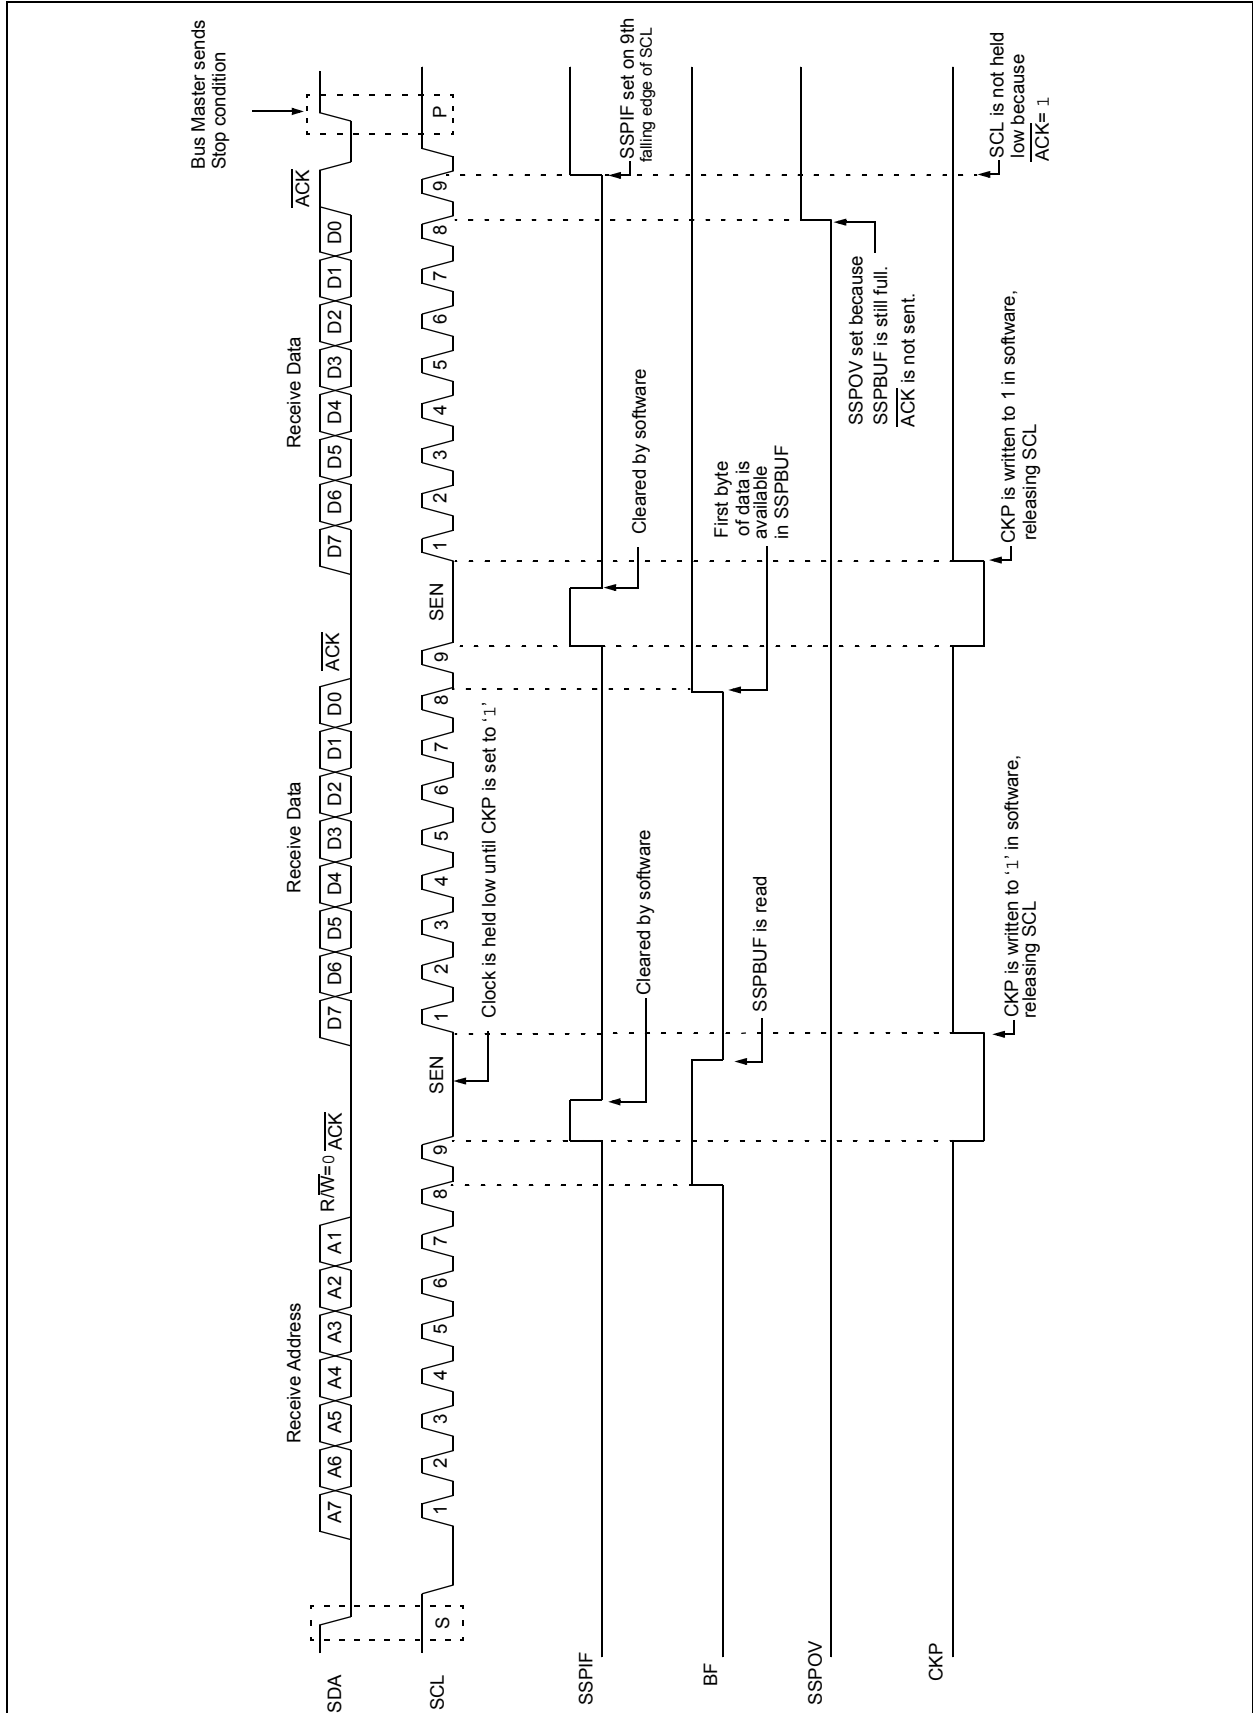 Bus Master sends
Stop condition
Receive Address
Receive Data
Receive Data
R/W̅=0 A̅C̅K̅
A̅C̅K̅
A̅C̅K̅
SDA
A7 A6 A5 A4 A3 A2 A1
D7 D6 D5 D4 D3 D2 D1 D0
D7 D6 D5 D4 D3 D2 D1 D0
SCL
S
1 2 3 4 5 6 7 8 9
SEN
1 2 3 4 5 6 7 8 9
SEN
1 2 3 4 5 6 7 8 9
P
Clock is held low until CKP is set to ‘1’
SSPIF
Cleared by software
Cleared by software
SSPIF set on 9th
falling edge of SCL
BF
SSPBUF is read
First byte
of data is
available
in SSPBUF
SSPOV
SSPOV set because
SSPBUF is still full.
A̅C̅K̅ is not sent.
CKP
CKP is written to ‘1’ in software,
releasing SCL
CKP is written to 1 in software,
releasing SCL
SCL is not held
low because
A̅C̅K̅= 1